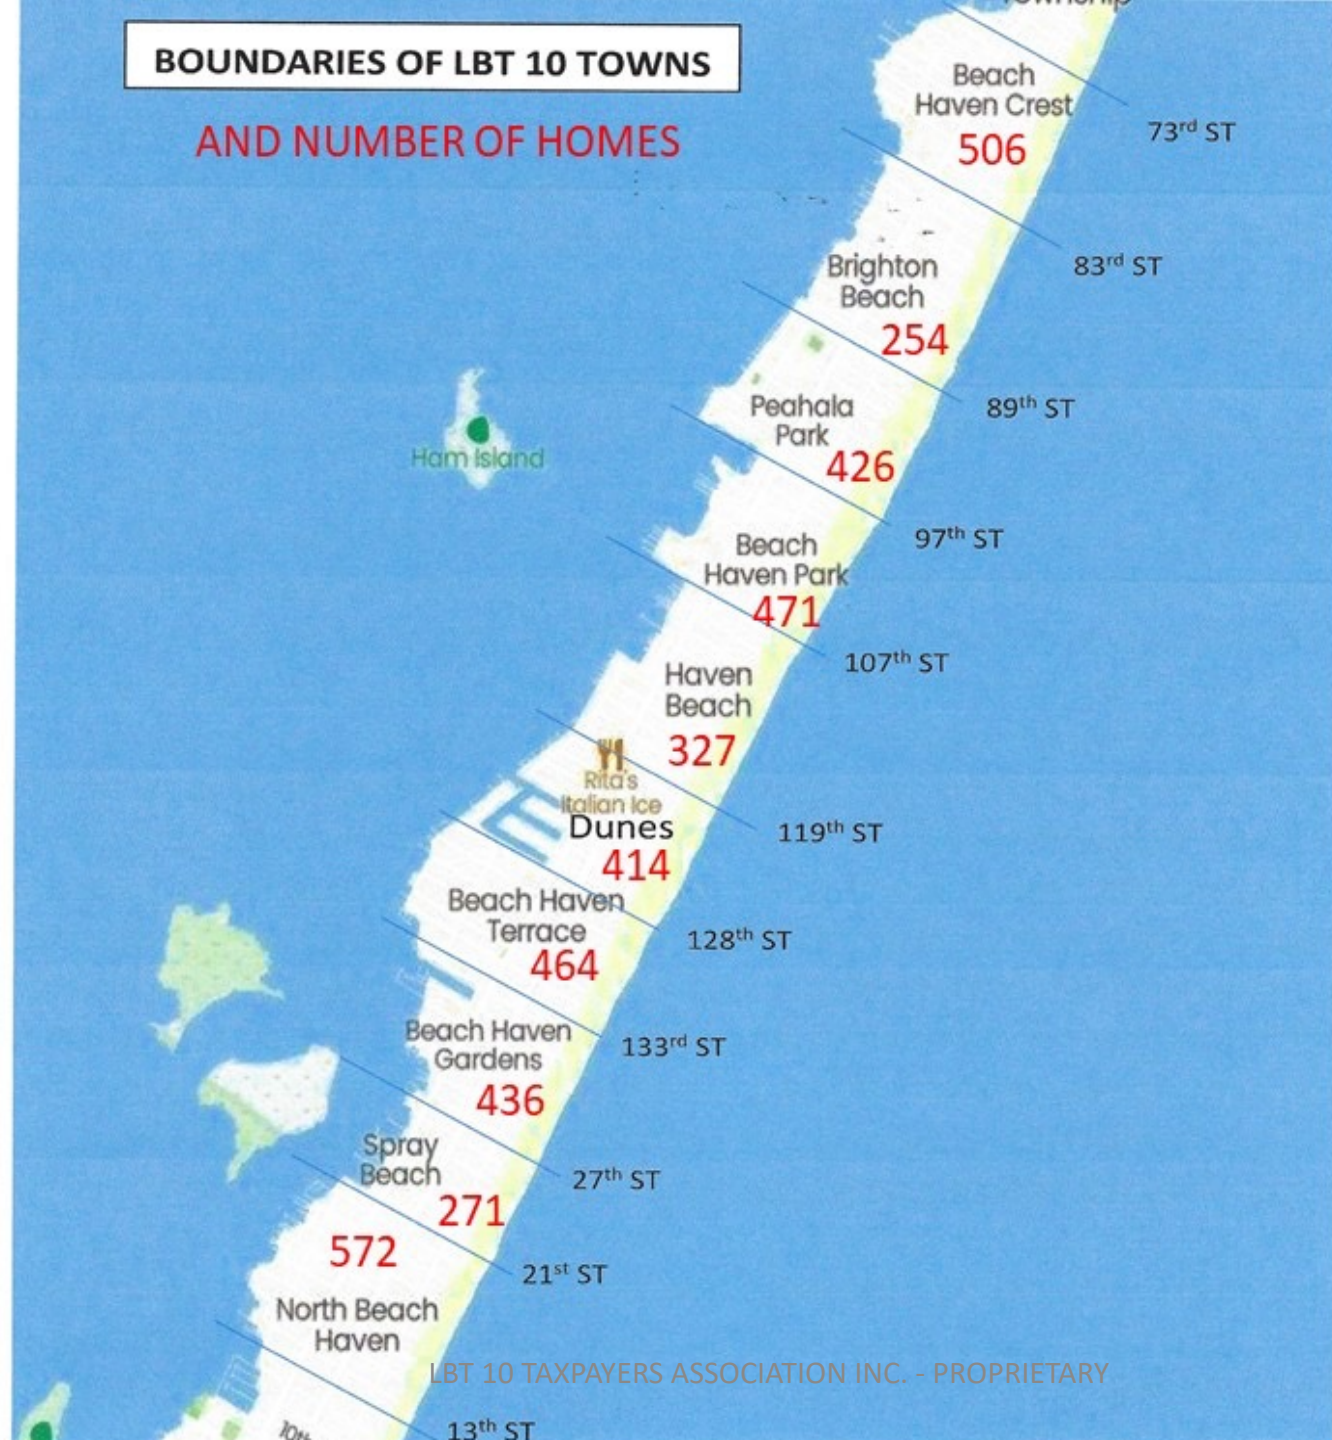 Township
BOUNDARIES OF LBT 10 TOWNS
AND NUMBER OF HOMES
Beach
Haven Crest
506
73rd ST
83rd ST
Brighton
Beach
254
89th ST
Peahala
Park
426
Ham Island
97th ST
Beach
Haven Park
471
107th ST
Haven
Beach
327
Rita's
Italian Ice
Dunes
414
119th ST
Beach Haven
Terrace
464
128th ST
Beach Haven
Gardens
436
133rd ST
Spray
Beach
271
27th ST
572
21st ST
North Beach
Haven
LBT 10 TAXPAYERS ASSOCIATION INC. - PROPRIETARY
10th
13th ST